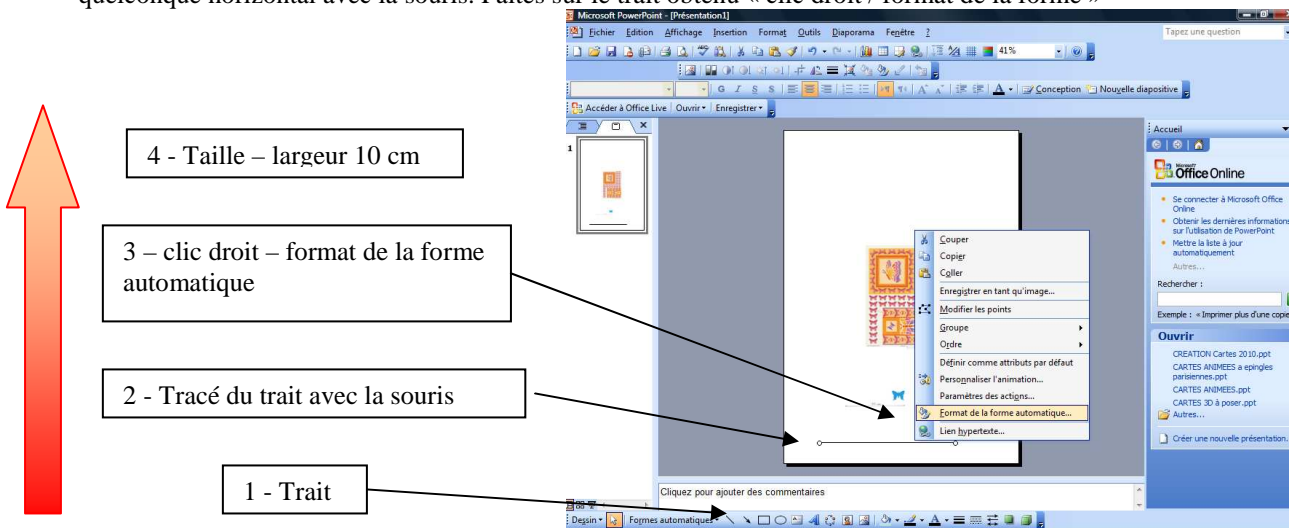 quelconque horizontal avec la souris. Faites sur le trait obtenu « clic droit / format de la forme »
4 - Taille – largeur 10 cm
3 – clic droit – format de la forme
automatique
2 - Tracé du trait avec la souris
1 - Trait
Microsoft PowerPoint - [Présentation1]
Fichier Edition Affichage Insertion Format Outils Diaporama Fenêtre ?
Tapez une question
41%
G I S S
Conception Nouvelle diapositive
Accéder à Office Live Ouvrir Enregistrer
1
Couper
Copier
Coller
Enregistrer en tant qu'image...
Modifier les points
Groupe
Ordre
Définir comme attributs par défaut
Personnaliser l'animation...
Paramètres des actions...
Format de la forme automatique...
Lien hypertexte...
Accueil
Microsoft
Office Online
Se connecter à Microsoft Office
Online
Obtenir les dernières informations
sur l'utilisation de PowerPoint
Mettre la liste à jour
automatiquement
Autres...
Rechercher :
Exemple : « Imprimer plus d'une copie
Ouvrir
CREATION Cartes 2010.ppt
CARTES ANIMEES a epingles
parisiennes.ppt
CARTES ANIMEES.ppt
CARTES 3D à poser.ppt
Autres...
Créer une nouvelle présentation...
Cliquez pour ajouter des commentaires
Dessin Formes automatiques